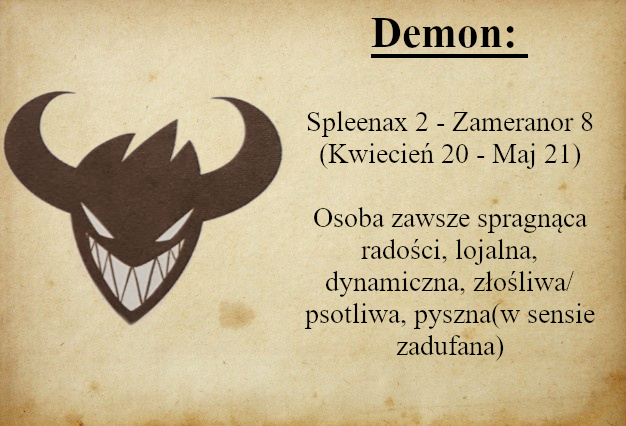 Demon:
Spleenax 2 - Zameranor 8
(Kwiecień 20 - Maj 21)
Osoba zawsze spragnąca
radości, lojalna,
dynamiczna, złośliwa/
psotliwa, pyszna(w sensie
zadufana)